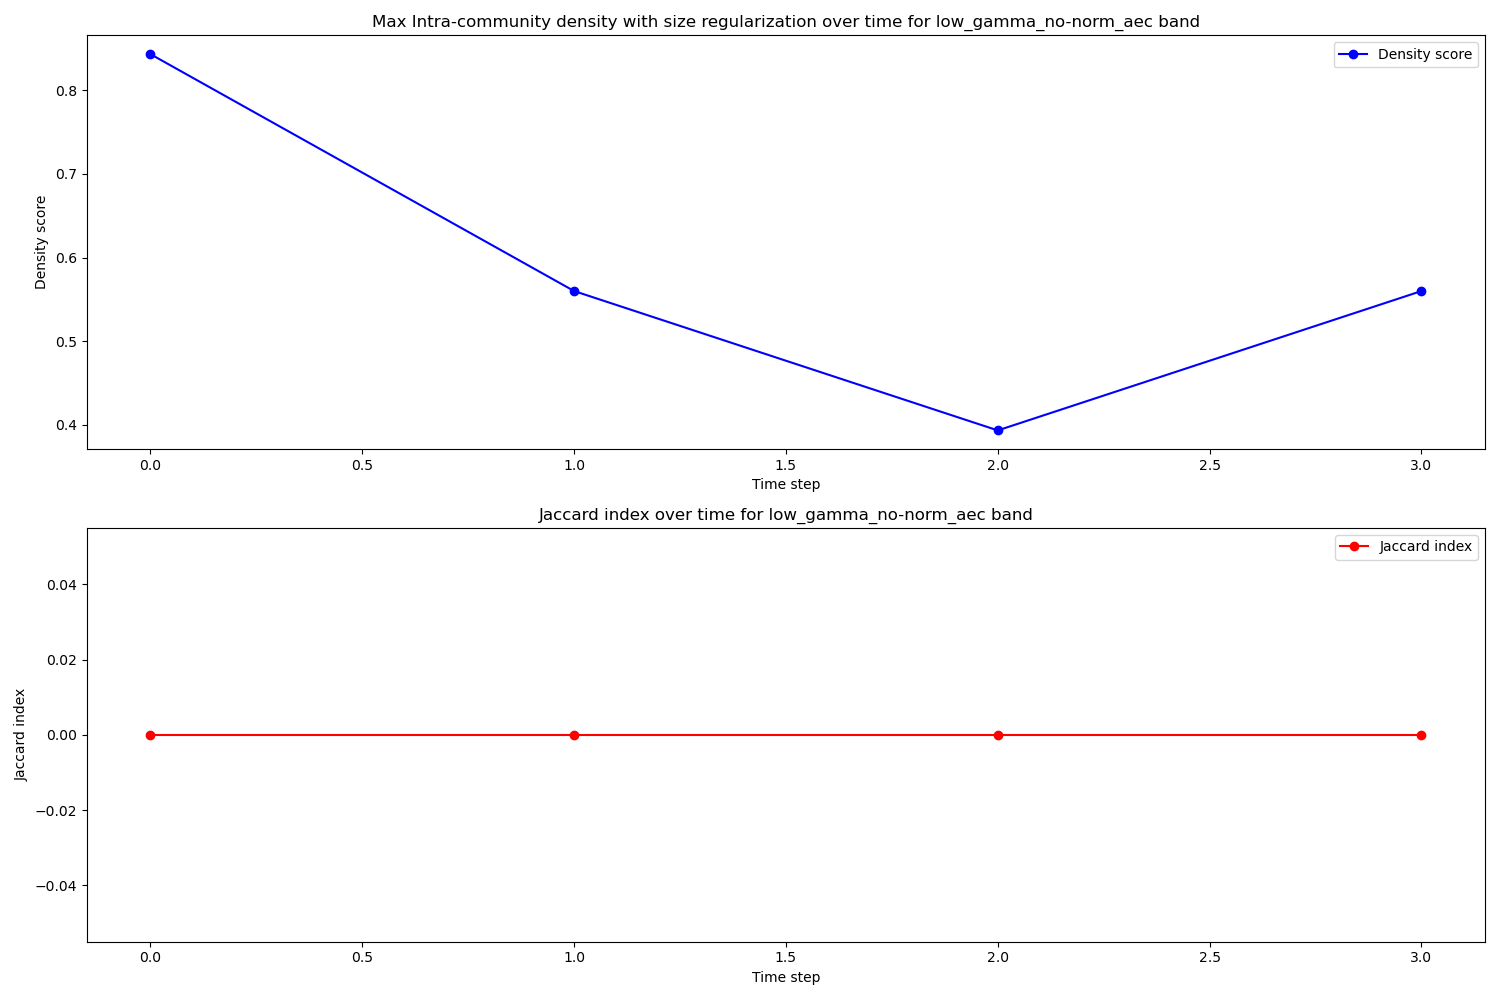 Max Intra-community density with size regularization over time for low_gamma_no-norm_aec band
Density score
0.8
0.7
0.6
0.5
0.4
Density score
0.0 0.5 1.0 1.5 2.0 2.5 3.0
Time step
Jaccard index over time for low_gamma_no-norm_aec band
Jaccard index
0.04
0.02
0.00
−0.02
−0.04
Jaccard index
0.0 0.5 1.0 1.5 2.0 2.5 3.0
Time step